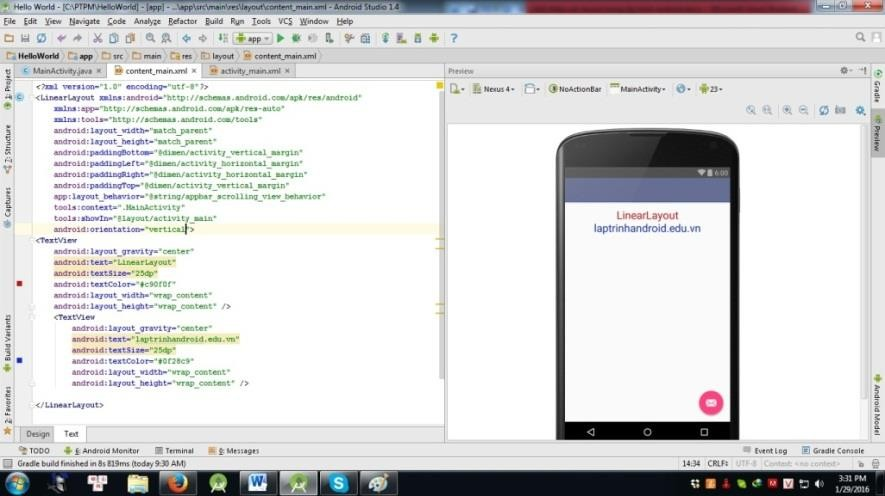 Hello World - [C:\PTPM\HelloWorld] - [app] - ...\app\src\main\res\layout\content_main.xml - Android Studio 1.4
File Edit View Navigate Code Analyze Refactor Build Run Tools VCS Window Help
app
HelloWorld app src main res layout content_main.xml
MainActivity.java content_main.xml activity_main.xml
Preview
Nexus 4 NoActionBar MainActivity 23
<?xml version="1.0" encoding="utf-8"?>
<LinearLayout xmlns:android="http://schemas.android.com/apk/res/android"
xmlns:app="http://schemas.android.com/apk/res-auto"
xmlns:tools="http://schemas.android.com/tools"
android:layout_width="match_parent"
android:layout_height="match_parent"
android:paddingBottom="@dimen/activity_vertical_margin"
android:paddingLeft="@dimen/activity_horizontal_margin"
android:paddingRight="@dimen/activity_horizontal_margin"
android:paddingTop="@dimen/activity_vertical_margin"
app:layout_behavior="@string/appbar_scrolling_view_behavior"
tools:context=".MainActivity"
tools:showIn="@layout/activity_main"
android:orientation="vertical">
<TextView
android:layout_gravity="center"
android:text="LinearLayout"
android:textSize="25dp"
android:textColor="#c90f0f"
android:layout_width="wrap_content"
android:layout_height="wrap_content" />
<TextView
android:layout_gravity="center"
android:text="laptrinhandroid.edu.vn"
android:textSize="25dp"
android:textColor="#0f28c9"
android:layout_width="wrap_content"
android:layout_height="wrap_content" />
</LinearLayout>
Design Text
1: Project
7: Structure
Captures
Build Variants
2: Favorites
6:00
LinearLayout
laptrinhandroid.edu.vn
Gradle
Preview
Android Model
TODO 6: Android Monitor Terminal 0: Messages Event Log Gradle Console
Gradle build finished in 8s 819ms (today 9:30 AM) 14:34 CRLF UTF-8 Context: <no context>
3:31 PM
1/29/2016